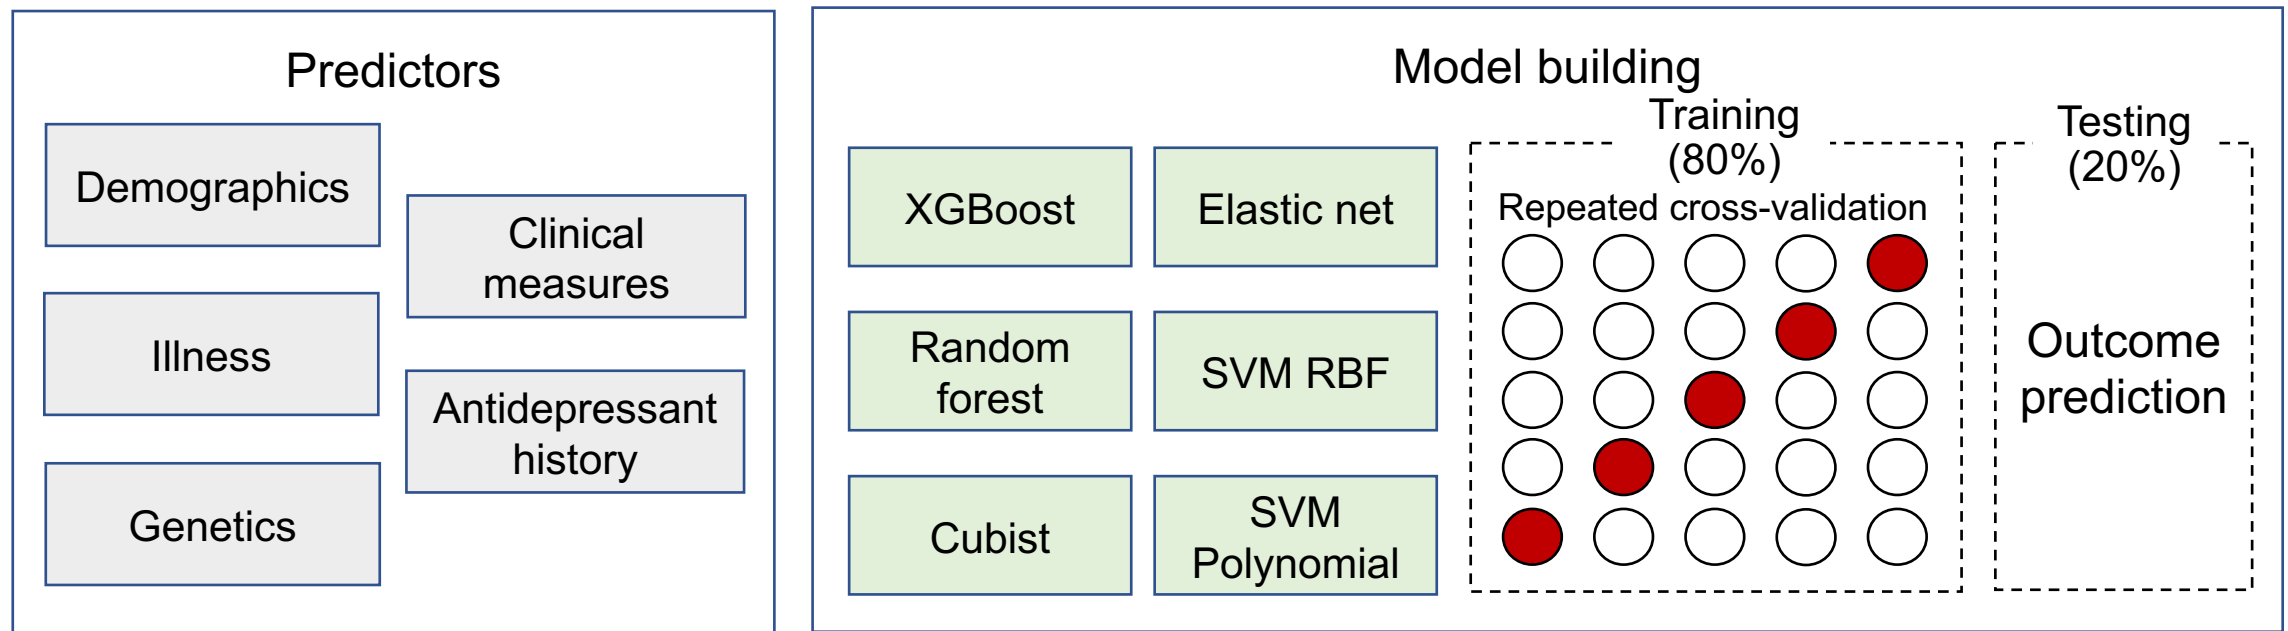 Predictors
Demographics
Clinical
measures
Illness
Antidepressant
history
Genetics
Model building
XGBoost
Elastic net
Random
forest
SVM RBF
Cubist
SVM
Polynomial
Training
(80%)
Repeated cross-validation
Testing
(20%)
Outcome
prediction